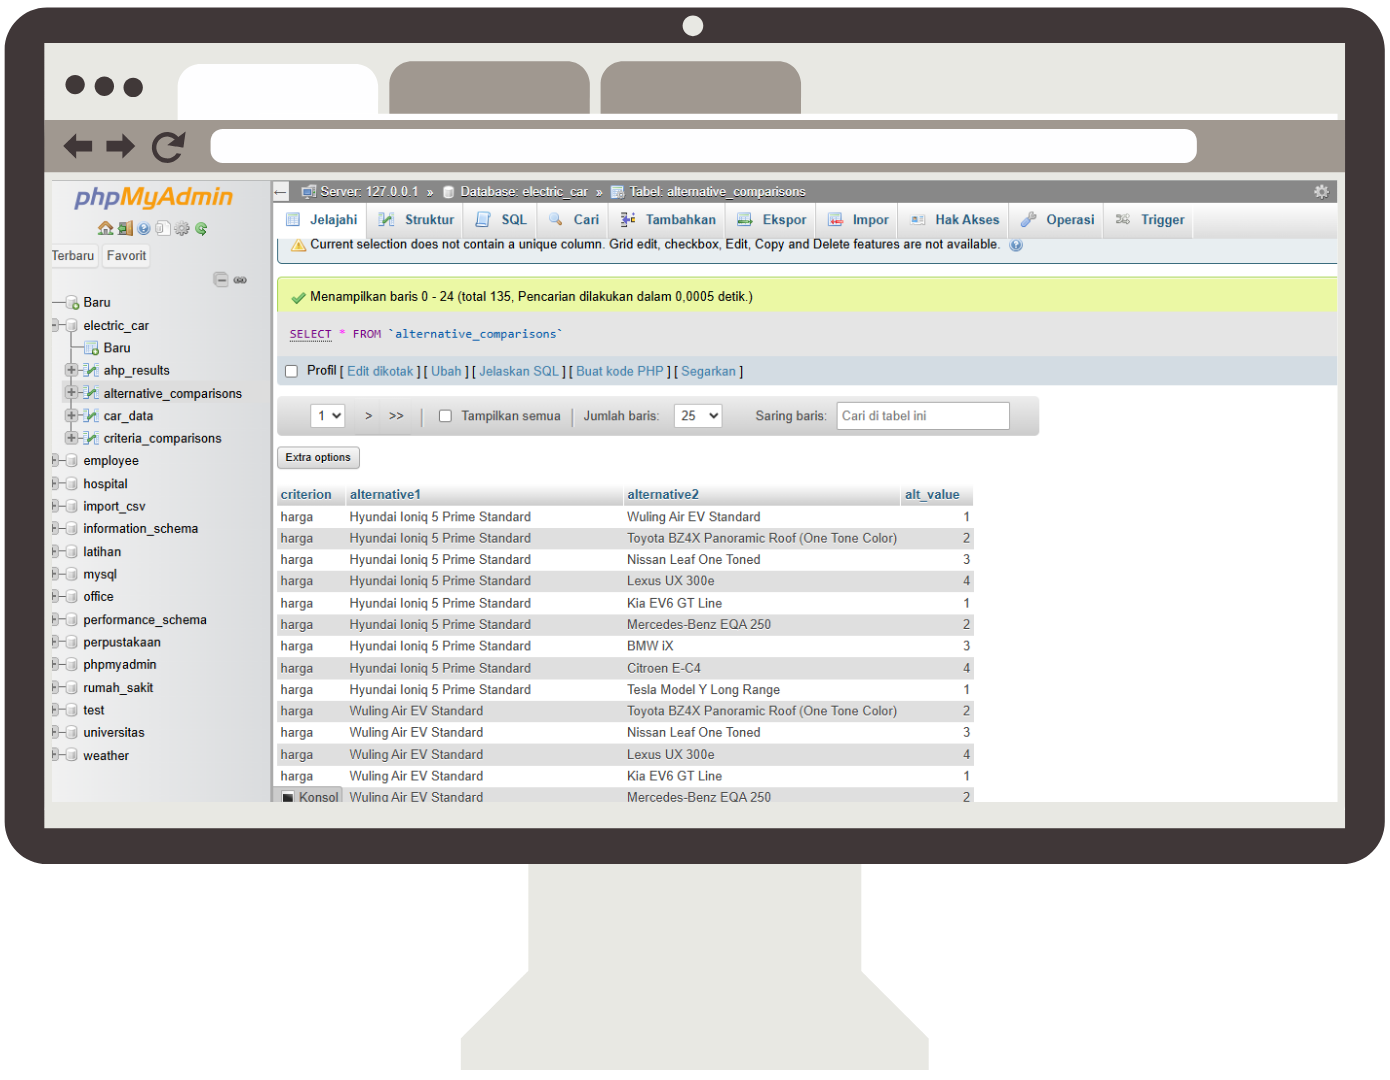 phpMyAdmin
Terbaru Favorit
Baru
electric_car
Baru
ahp_results
alternative_comparisons
car_data
criteria_comparisons
employee
hospital
import_csv
information_schema
latihan
mysql
office
performance_schema
perpustakaan
phpmyadmin
rumah_sakit
test
universitas
weather
← Server: 127.0.0.1 » Database: electric_car » Tabel: alternative_comparisons
Jelajahi Struktur SQL Cari Tambahkan Ekspor Impor Hak Akses Operasi Trigger
Current selection does not contain a unique column. Grid edit, checkbox, Edit, Copy and Delete features are not available.
Menampilkan baris 0 - 24 (total 135, Pencarian dilakukan dalam 0,0005 detik.)
SELECT * FROM `alternative_comparisons`
Profil [ Edit dikotak ] [ Ubah ] [ Jelaskan SQL ] [ Buat kode PHP ] [ Segarkan ]
1 > >> | Tampilkan semua | Jumlah baris: 25 Saring baris: Cari di tabel ini
Extra options
criterion alternative1 alternative2 alt_value
harga Hyundai Ioniq 5 Prime Standard Wuling Air EV Standard 1
harga Hyundai Ioniq 5 Prime Standard Toyota BZ4X Panoramic Roof (One Tone Color) 2
harga Hyundai Ioniq 5 Prime Standard Nissan Leaf One Toned 3
harga Hyundai Ioniq 5 Prime Standard Lexus UX 300e 4
harga Hyundai Ioniq 5 Prime Standard Kia EV6 GT Line 1
harga Hyundai Ioniq 5 Prime Standard Mercedes-Benz EQA 250 2
harga Hyundai Ioniq 5 Prime Standard BMW iX 3
harga Hyundai Ioniq 5 Prime Standard Citroen E-C4 4
harga Hyundai Ioniq 5 Prime Standard Tesla Model Y Long Range 1
harga Wuling Air EV Standard Toyota BZ4X Panoramic Roof (One Tone Color) 2
harga Wuling Air EV Standard Nissan Leaf One Toned 3
harga Wuling Air EV Standard Lexus UX 300e 4
harga Wuling Air EV Standard Kia EV6 GT Line 1
Konsol Wuling Air EV Standard Mercedes-Benz EQA 250 2